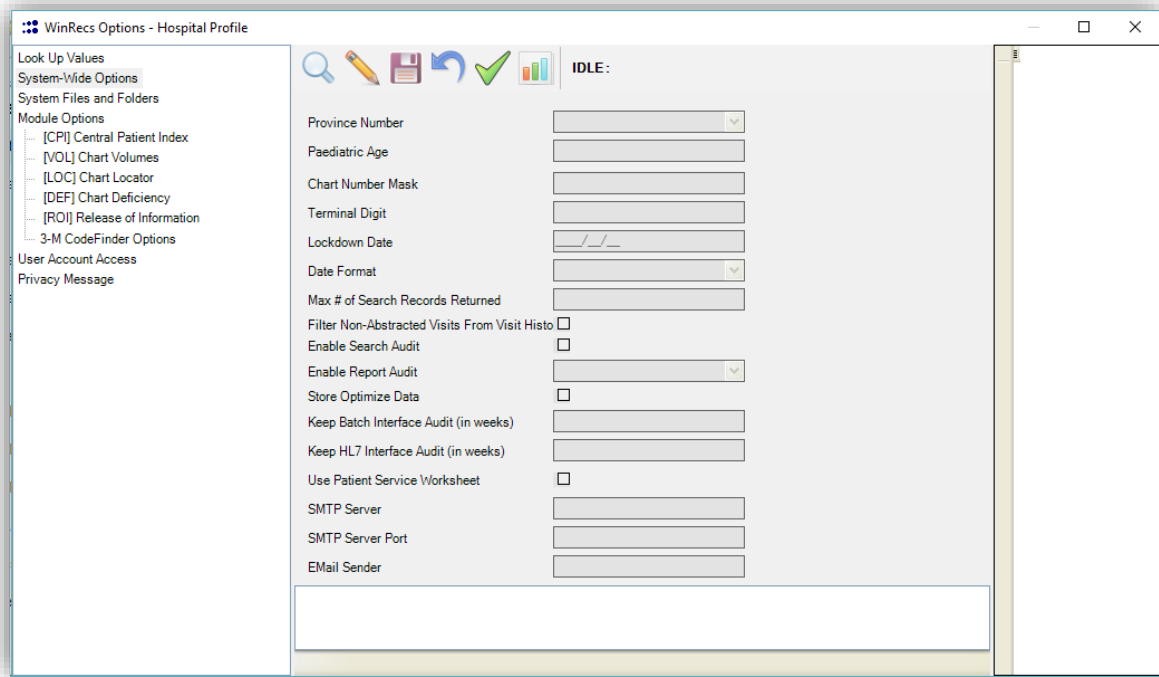 WinRecs Options - Hospital Profile
Look Up Values
System-Wide Options
System Files and Folders
Module Options
[CPI] Central Patient Index
[VOL] Chart Volumes
[LOC] Chart Locator
[DEF] Chart Deficiency
[ROI] Release of Information
3-M CodeFinder Options
User Account Access
Privacy Message
IDLE:
Province Number
Paediatric Age
Chart Number Mask
Terminal Digit
Lockdown Date
____/__/__
Date Format
Max # of Search Records Returned
Filter Non-Abstracted Visits From Visit Histo
Enable Search Audit
Enable Report Audit
Store Optimize Data
Keep Batch Interface Audit (in weeks)
Keep HL7 Interface Audit (in weeks)
Use Patient Service Worksheet
SMTP Server
SMTP Server Port
EMail Sender